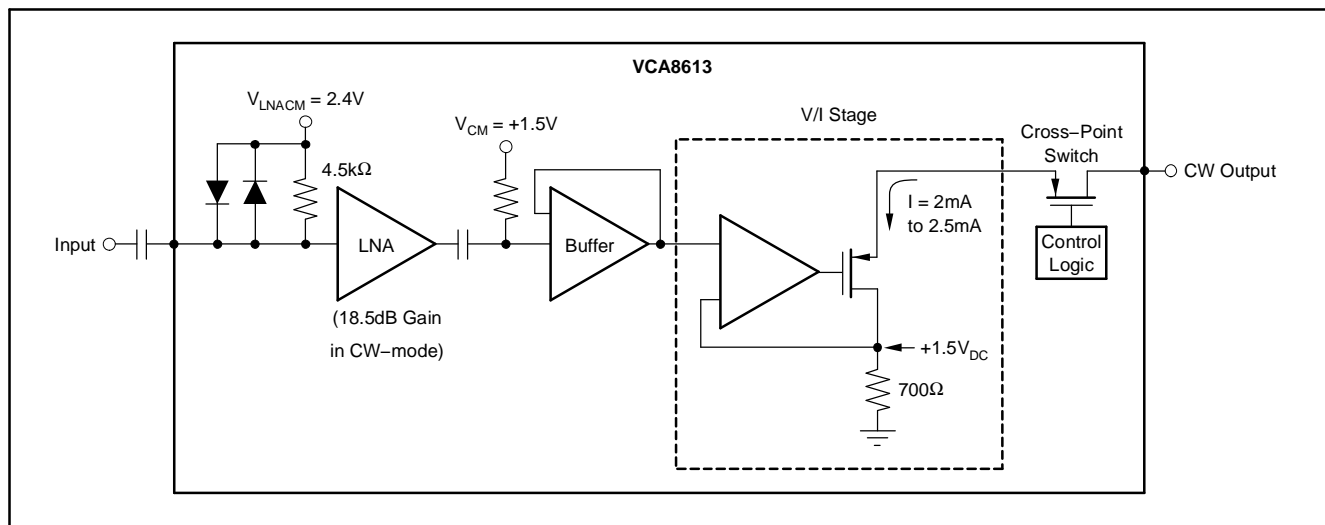 VCA8613
V_LNACM = 2.4V
4.5kΩ
Input
LNA
(18.5dB Gain
in CW−mode)
V_CM = +1.5V
Buffer
V/I Stage
I = 2mA
to 2.5mA
+1.5V_DC
700Ω
Cross−Point
Switch
CW Output
Control
Logic